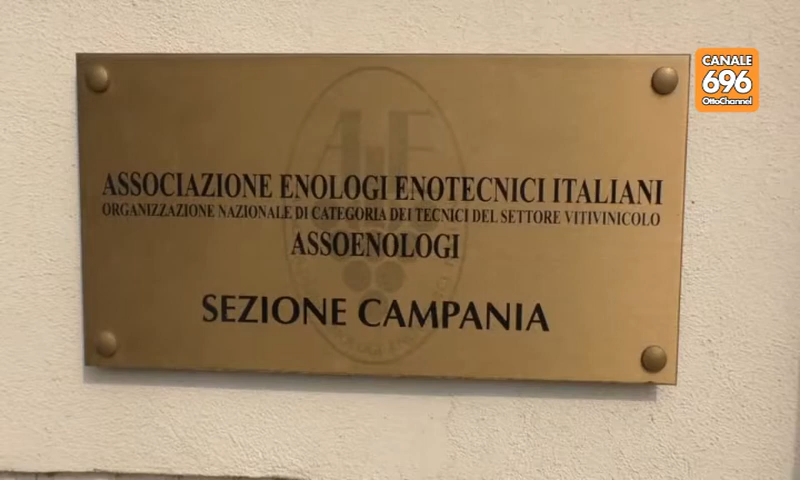 CANALE
696
OttoChannel
ASSOCIAZIONE ENOLOGI ENOTECNICI ITALIANI
ORGANIZZAZIONE NAZIONALE DI CATEGORIA DEI TECNICI DEL SETTORE VITIVINICOLO
ASSOENOLOGI
SEZIONE CAMPANIA